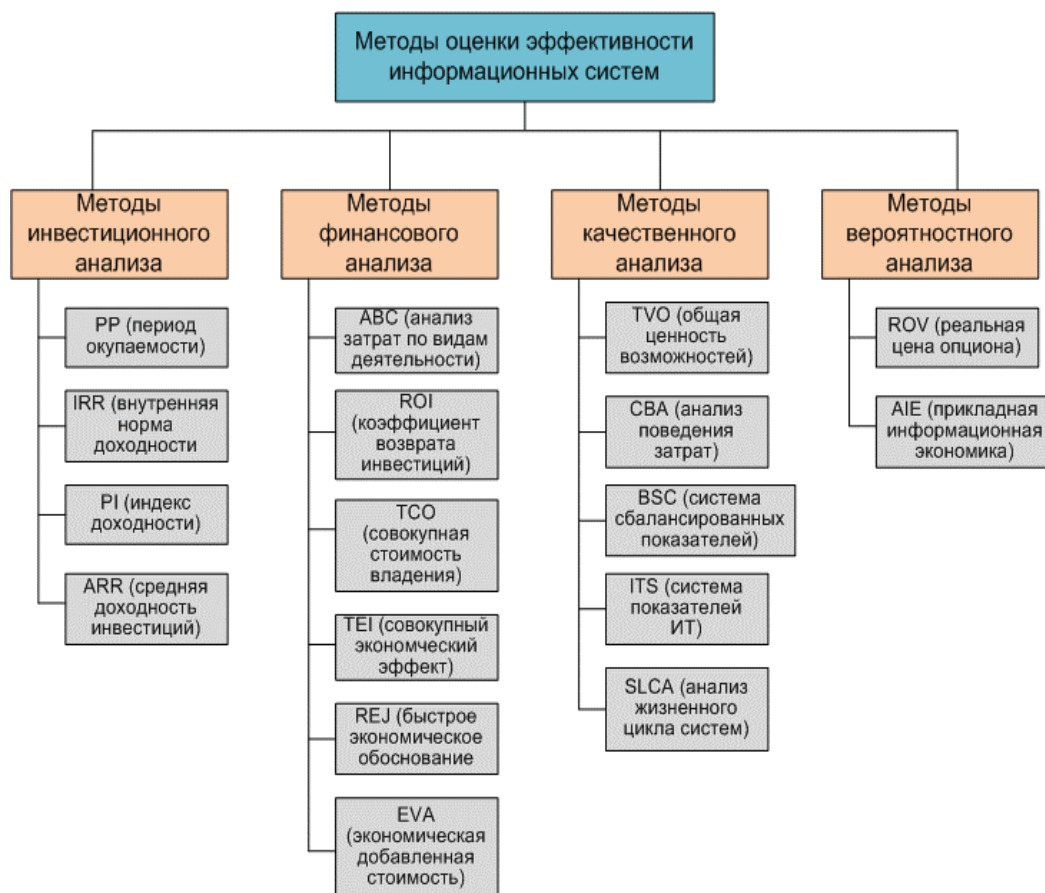 Методы оценки эффективности
информационных систем
Методы
инвестиционного
анализа
PP (период
окупаемости)
IRR (внутренняя
норма
доходности
PI (индекс
доходности)
ARR (средняя
доходность
инвестиций)
Методы
финансового
анализа
ABC (анализ
затрат по видам
деятельности)
ROI
(коэффициент
возврата
инвестиций)
TCO
(совокупная
стоимость
владения)
TEI (совокупный
экономческий
эффект)
REJ (быстрое
экономическое
обоснование
EVA
(экономическая
добавленная
стоимость)
Методы
качественного
анализа
TVO (общая
ценность
возможностей)
CBA (анализ
поведения
затрат)
BSC (система
сбалансированных
показателей)
ITS (система
показателей
ИТ)
SLCA (анализ
жизненного
цикла систем)
Методы
вероятностного
анализа
ROV (реальная
цена опциона)
AIE (прикладная
информационная
экономика)